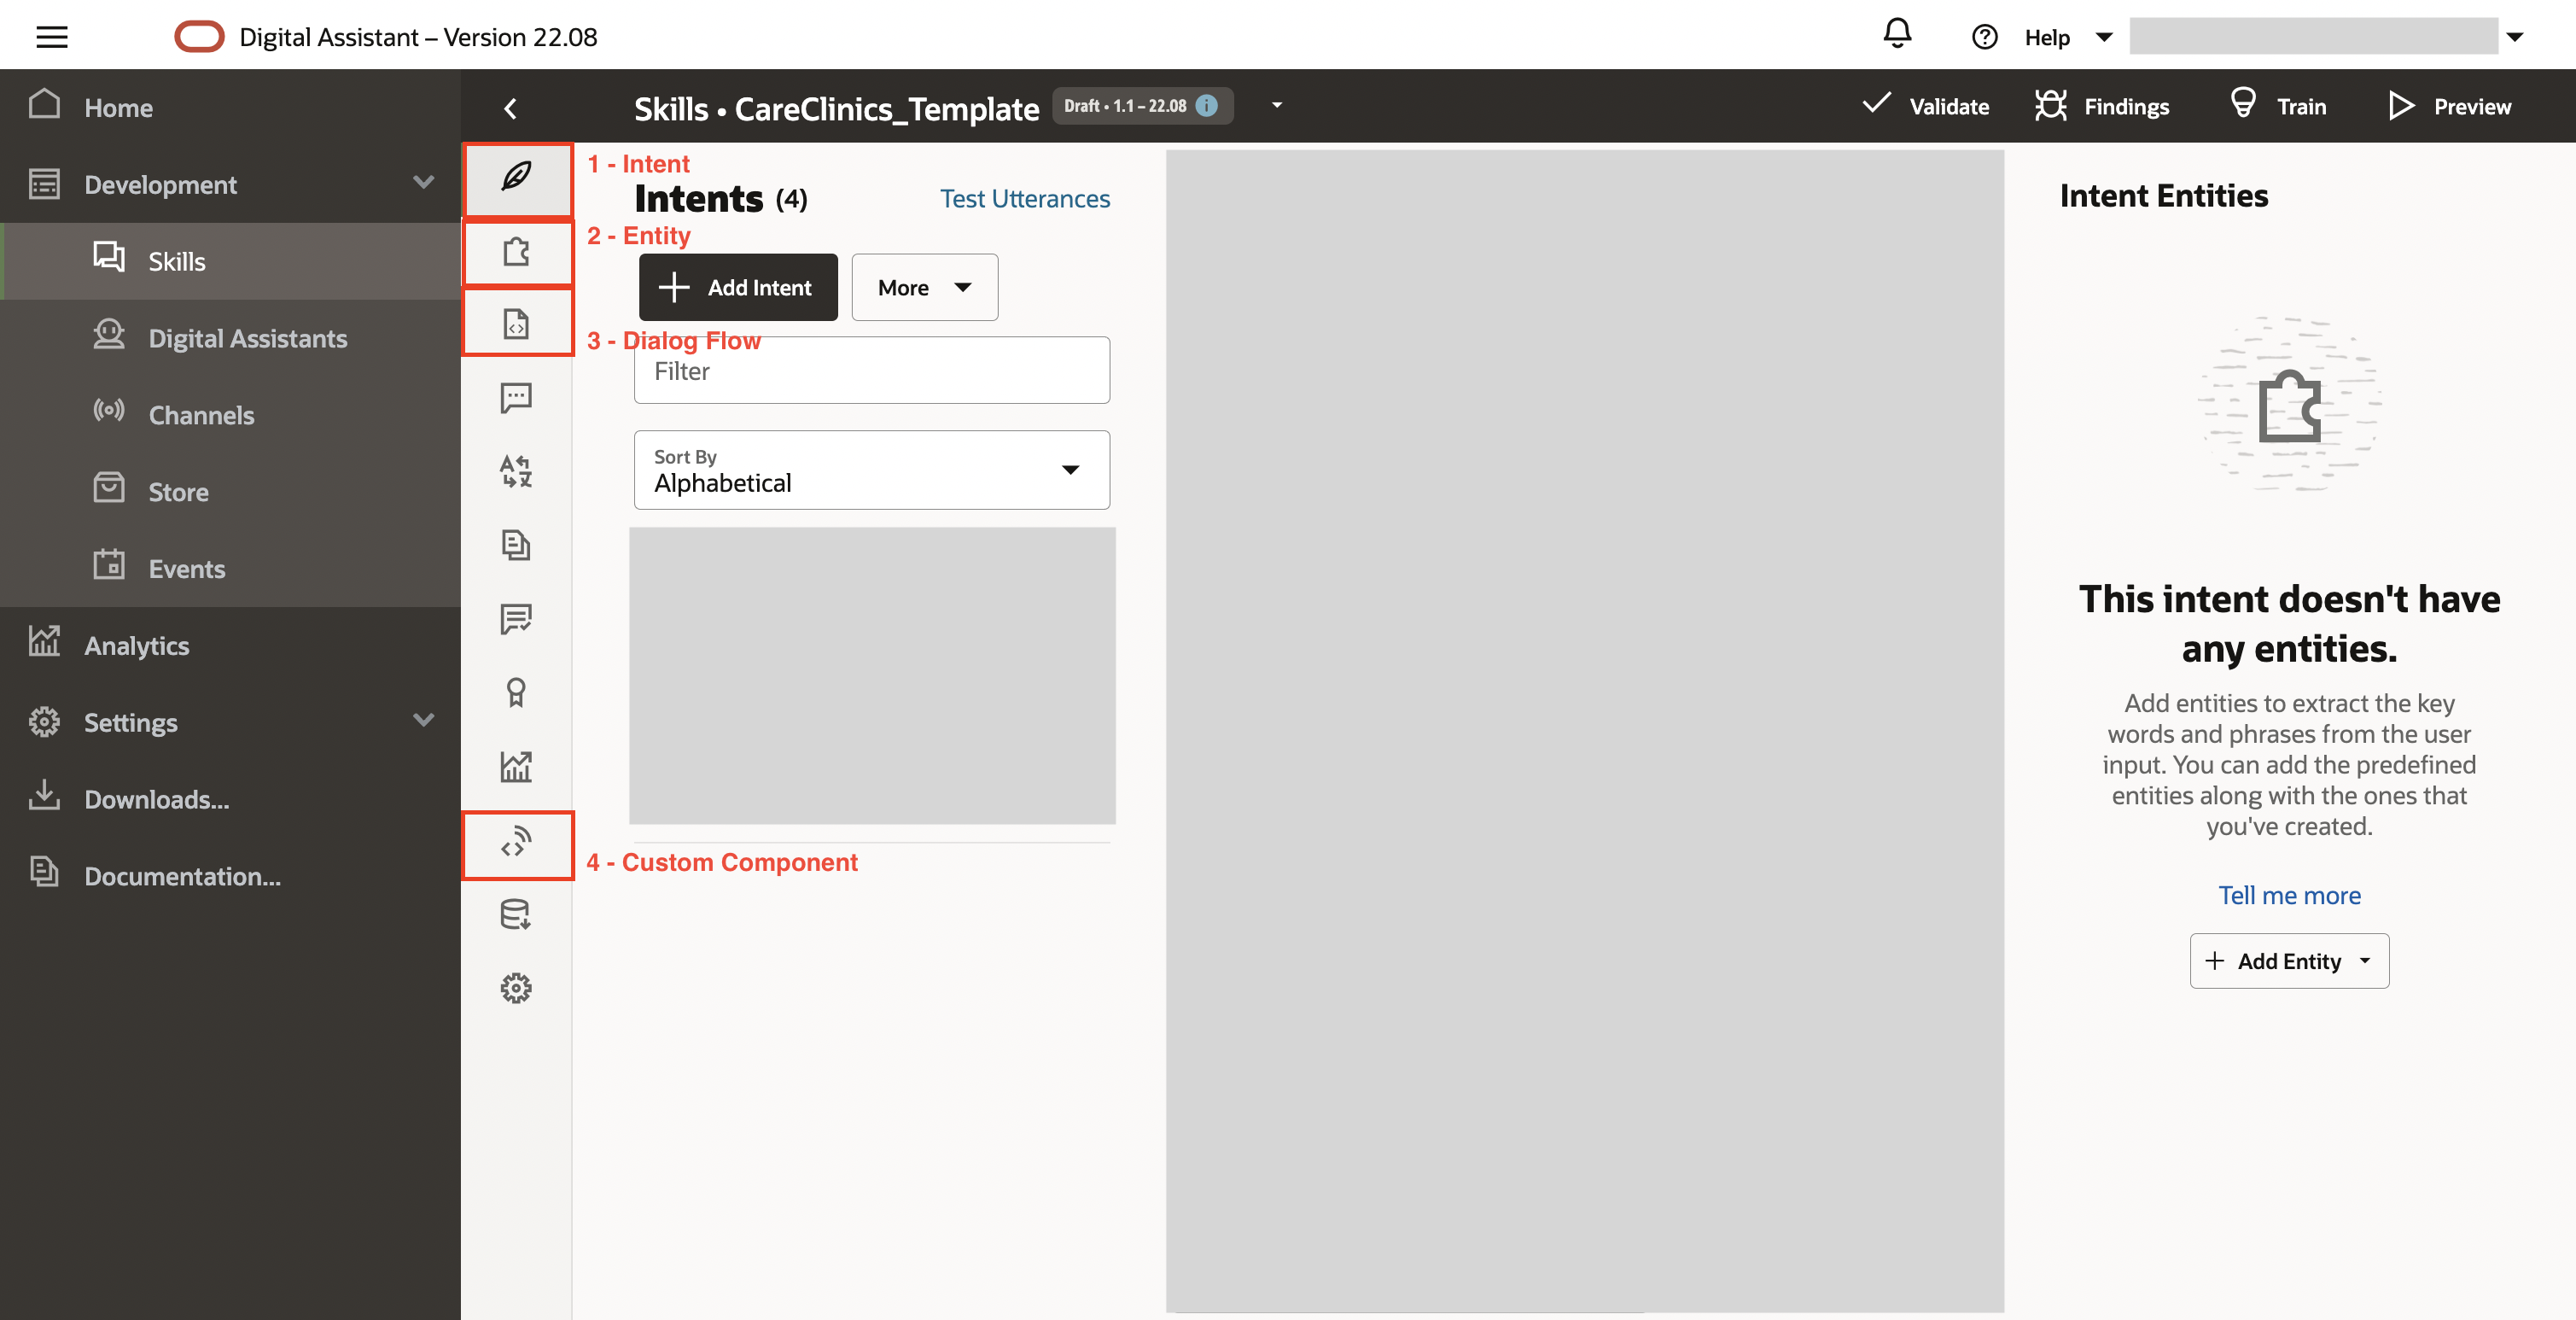 Digital Assistant – Version 22.08
Help
Home
Development
Skills
Digital Assistants
Channels
Store
Events
Analytics
Settings
Downloads...
Documentation...
Skills • CareClinics_Template
Draft • 1.1 – 22.08
Validate
Findings
Train
Preview
1 - Intent
Intents (4)
Test Utterances
2 - Entity
Add Intent
More
3 - Dialog Flow
Filter
Sort By
Alphabetical
4 - Custom Component
Intent Entities
This intent doesn't have
any entities.
Add entities to extract the key
words and phrases from the user
input. You can add the predefined
entities along with the ones that
you've created.
Tell me more
Add Entity